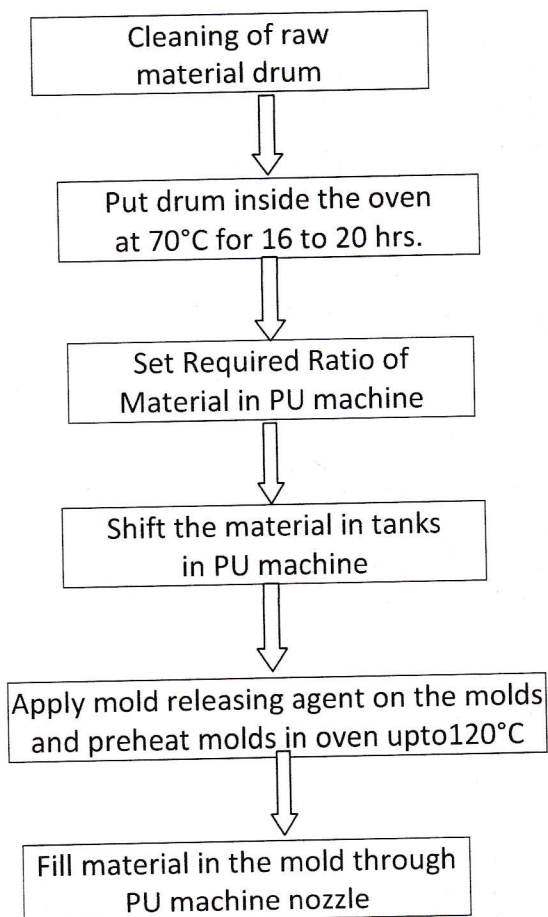 Cleaning of raw
material drum
Put drum inside the oven
at 70°C for 16 to 20 hrs.
Set Required Ratio of
Material in PU machine
Shift the material in tanks
in PU machine
Apply mold releasing agent on the molds
and preheat molds in oven upto120°C
Fill material in the mold through
PU machine nozzle